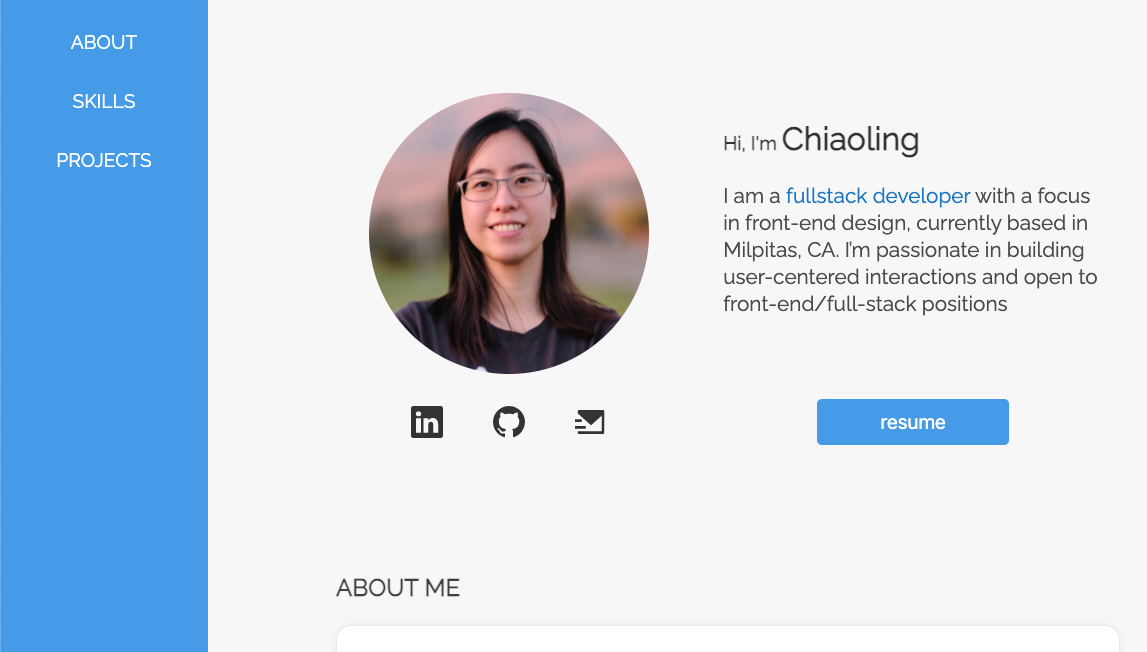 ABOUT
SKILLS
PROJECTS
Hi, I'm Chiaoling
I am a fullstack developer with a focus
in front-end design, currently based in
Milpitas, CA. I’m passionate in building
user-centered interactions and open to
front-end/full-stack positions
in
resume
ABOUT ME